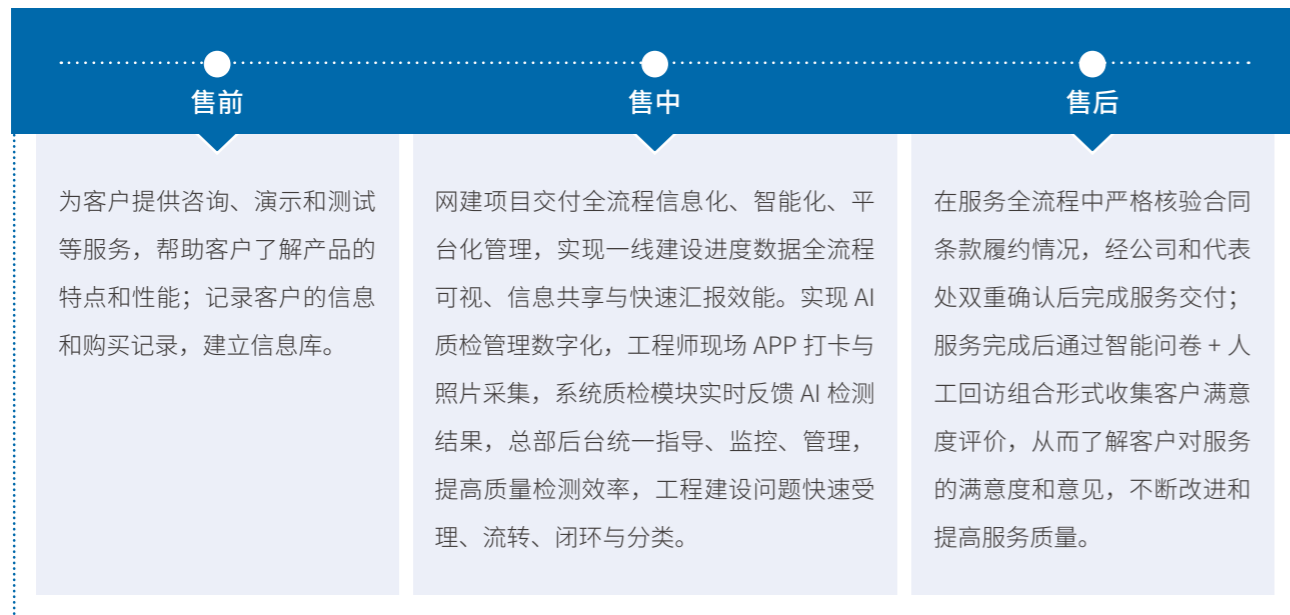 售前
售中
售后
为客户提供咨询、演示和测试
等服务，帮助客户了解产品的
特点和性能；记录客户的信息
和购买记录，建立信息库。
网建项目交付全流程信息化、智能化、平
台化管理，实现一线建设进度数据全流程
可视、信息共享与快速汇报效能。实现 AI
质检管理数字化，工程师现场 APP 打卡与
照片采集，系统质检模块实时反馈 AI 检测
结果，总部后台统一指导、监控、管理，
提高质量检测效率，工程建设问题快速受
理、流转、闭环与分类。
在服务全流程中严格核验合同
条款履约情况，经公司和代表
处双重确认后完成服务交付；
服务完成后通过智能问卷 + 人
工回访组合形式收集客户满意
度评价，从而了解客户对服务
的满意度和意见，不断改进和
提高服务质量。